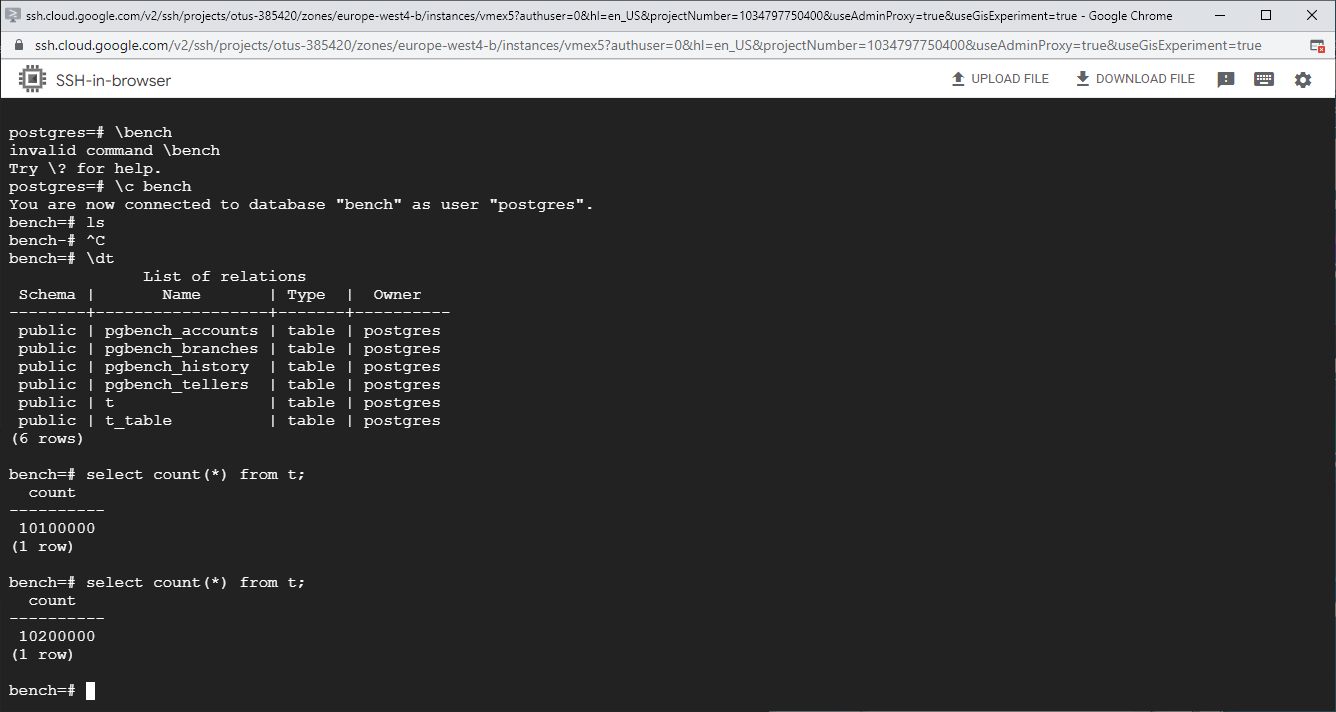 ssh.cloud.google.com/v2/ssh/projects/otus-385420/zones/europe-west4-b/instances/vmex5?authuser=0&hl=en_US&projectNumber=1034797750400&useAdminProxy=true&useGisExperiment=true - Google Chrome
ssh.cloud.google.com/v2/ssh/projects/otus-385420/zones/europe-west4-b/instances/vmex5?authuser=0&hl=en_US&projectNumber=1034797750400&useAdminProxy=true&useGisExperiment=true
SSH-in-browser UPLOAD FILE DOWNLOAD FILE
postgres=# \bench
invalid command \bench
Try \? for help.
postgres=# \c bench
You are now connected to database "bench" as user "postgres".
bench=# ls
bench-# ^C
bench=# \dt
              List of relations
 Schema |       Name       | Type  |  Owner
--------+------------------+-------+----------
 public | pgbench_accounts | table | postgres
 public | pgbench_branches | table | postgres
 public | pgbench_history  | table | postgres
 public | pgbench_tellers  | table | postgres
 public | t                | table | postgres
 public | t_table          | table | postgres
(6 rows)
bench=# select count(*) from t;
  count
----------
 10100000
(1 row)
bench=# select count(*) from t;
  count
----------
 10200000
(1 row)
bench=#